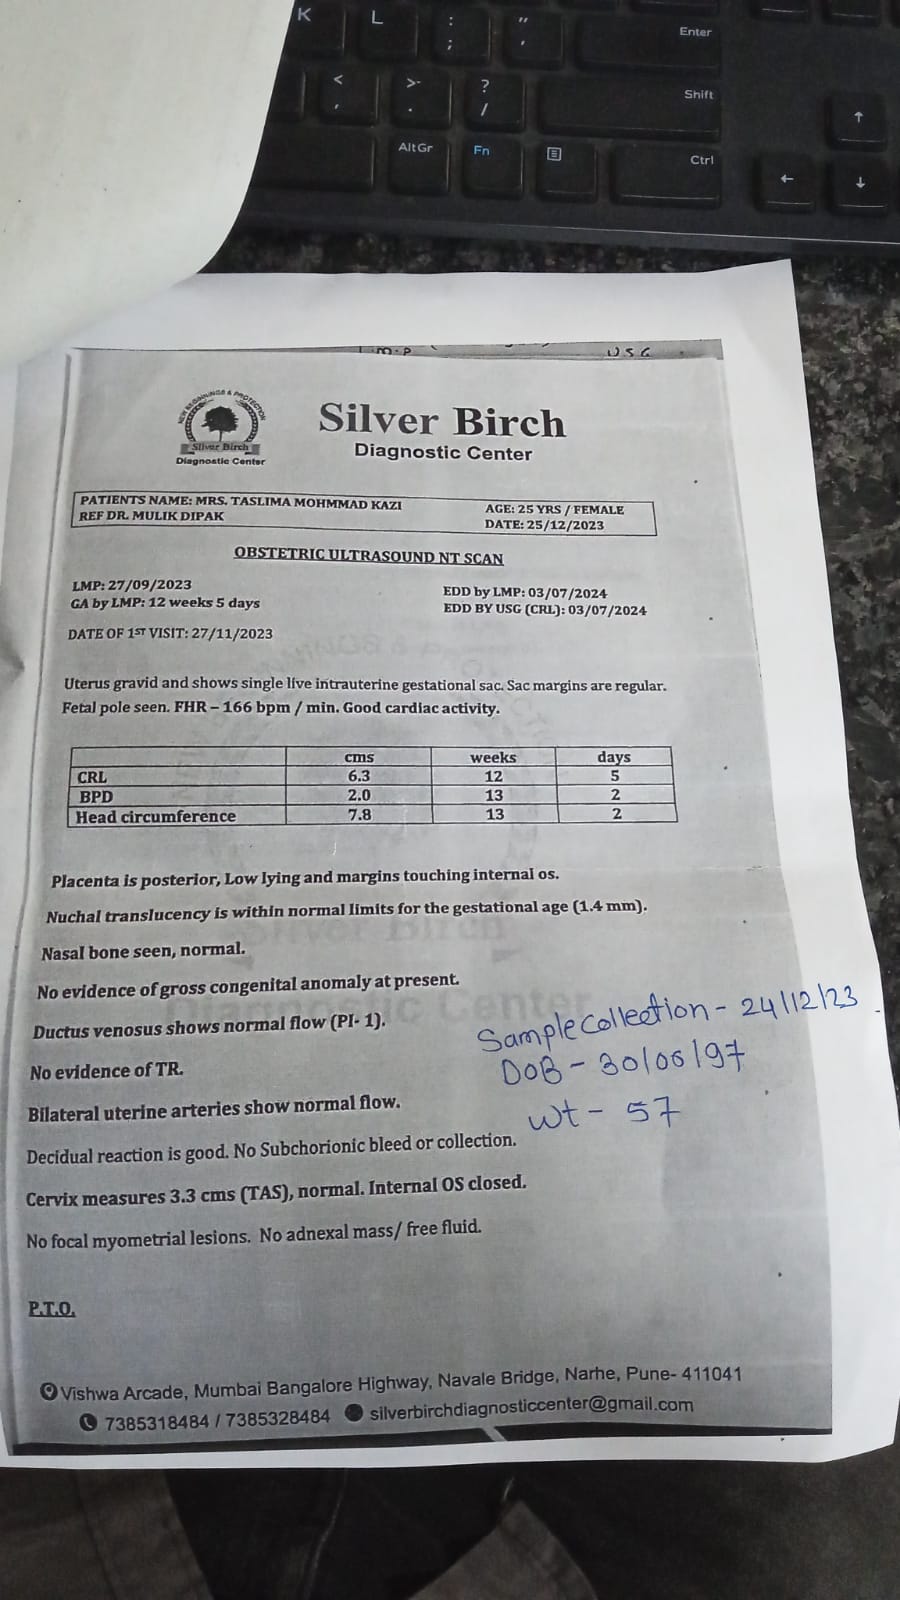 K L : ; " , Enter
< , > . ? / Shift ↑
Alt Gr Fn Ctrl ← ↓
L.M.P USG
NEW BEGINNINGS & PROTECTION
Silver Birch
Diagnostic Center
Silver Birch
Diagnostic Center
PATIENTS NAME: MRS. TASLIMA MOHMMAD KAZI AGE: 25 YRS / FEMALE
REF DR. MULIK DIPAK DATE: 25/12/2023
OBSTETRIC ULTRASOUND NT SCAN
LMP: 27/09/2023 EDD by LMP: 03/07/2024
GA by LMP: 12 weeks 5 days EDD BY USG (CRL): 03/07/2024
DATE OF 1ST VISIT: 27/11/2023
Uterus gravid and shows single live intrauterine gestational sac. Sac margins are regular.
Fetal pole seen. FHR – 166 bpm / min. Good cardiac activity.
cms weeks days
CRL 6.3 12 5
BPD 2.0 13 2
Head circumference 7.8 13 2
Placenta is posterior, Low lying and margins touching internal os.
Nuchal translucency is within normal limits for the gestational age (1.4 mm).
Nasal bone seen, normal.
No evidence of gross congenital anomaly at present.
Ductus venosus shows normal flow (PI- 1).
Sample Collection - 24/12/23
No evidence of TR.
DOB - 30/06/97
Bilateral uterine arteries show normal flow.
Wt - 57
Decidual reaction is good. No Subchorionic bleed or collection.
Cervix measures 3.3 cms (TAS), normal. Internal OS closed.
No focal myometrial lesions. No adnexal mass/ free fluid.
P.T.O.
Vishwa Arcade, Mumbai Bangalore Highway, Navale Bridge, Narhe, Pune- 411041
7385318484 / 7385328484 silverbirchdiagnosticcenter@gmail.com